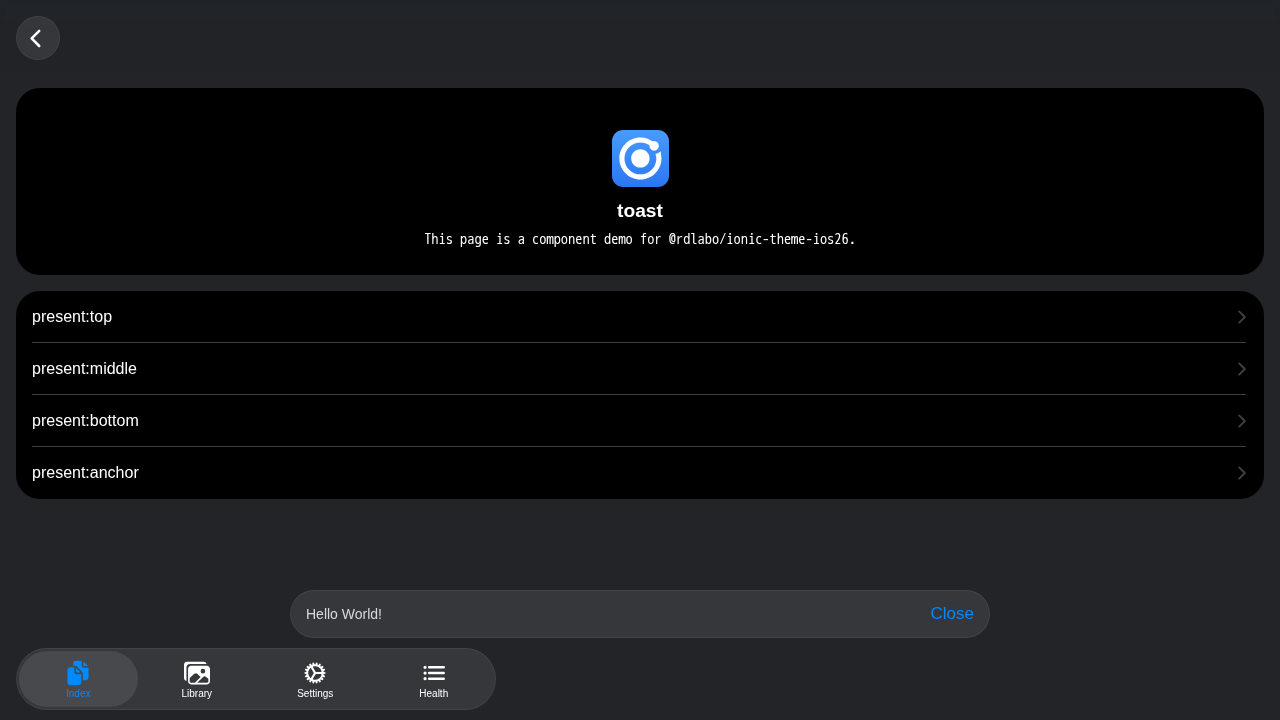 toast
This page is a component demo for @rdlabo/ionic-theme-ios26.
present:top
present:middle
present:bottom
present:anchor
Hello World! Close
Index Library Settings Health